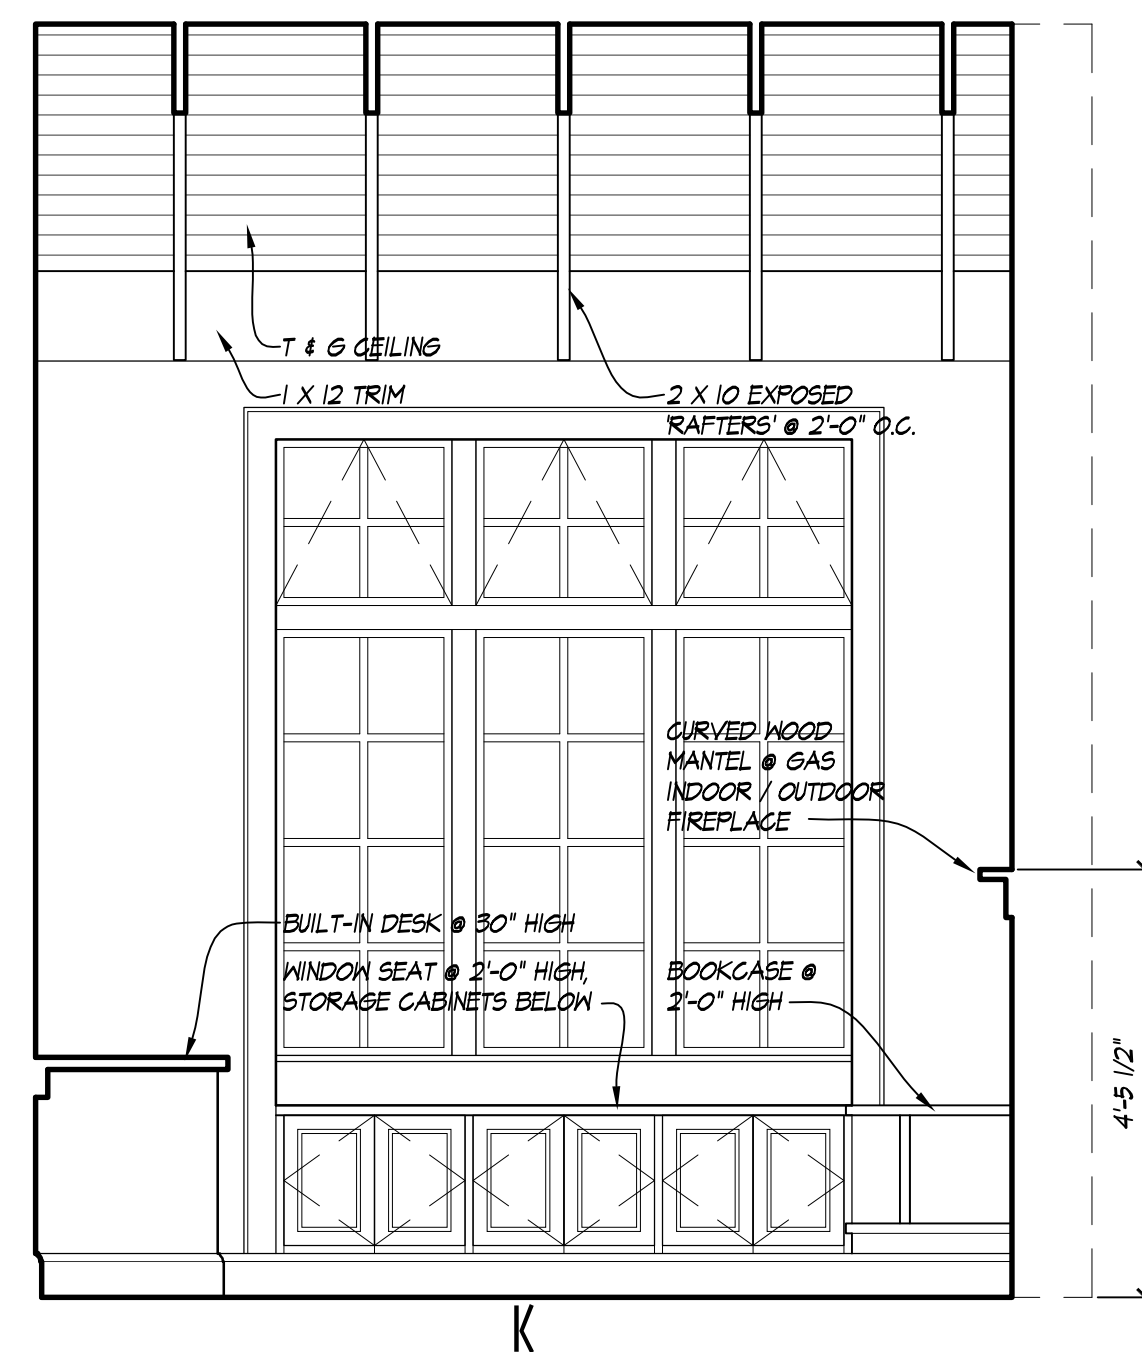 T & G CEILING
1 X 12 TRIM
2 X 10 EXPOSED
'RAFTERS' @ 2'-0" O.C.
CURVED WOOD
MANTEL @ GAS
INDOOR / OUTDOOR
FIREPLACE
BUILT-IN DESK @ 30" HIGH
WINDOW SEAT @ 2'-0" HIGH,
STORAGE CABINETS BELOW
BOOKCASE @
2'-0" HIGH
4'-5 1/2"
K